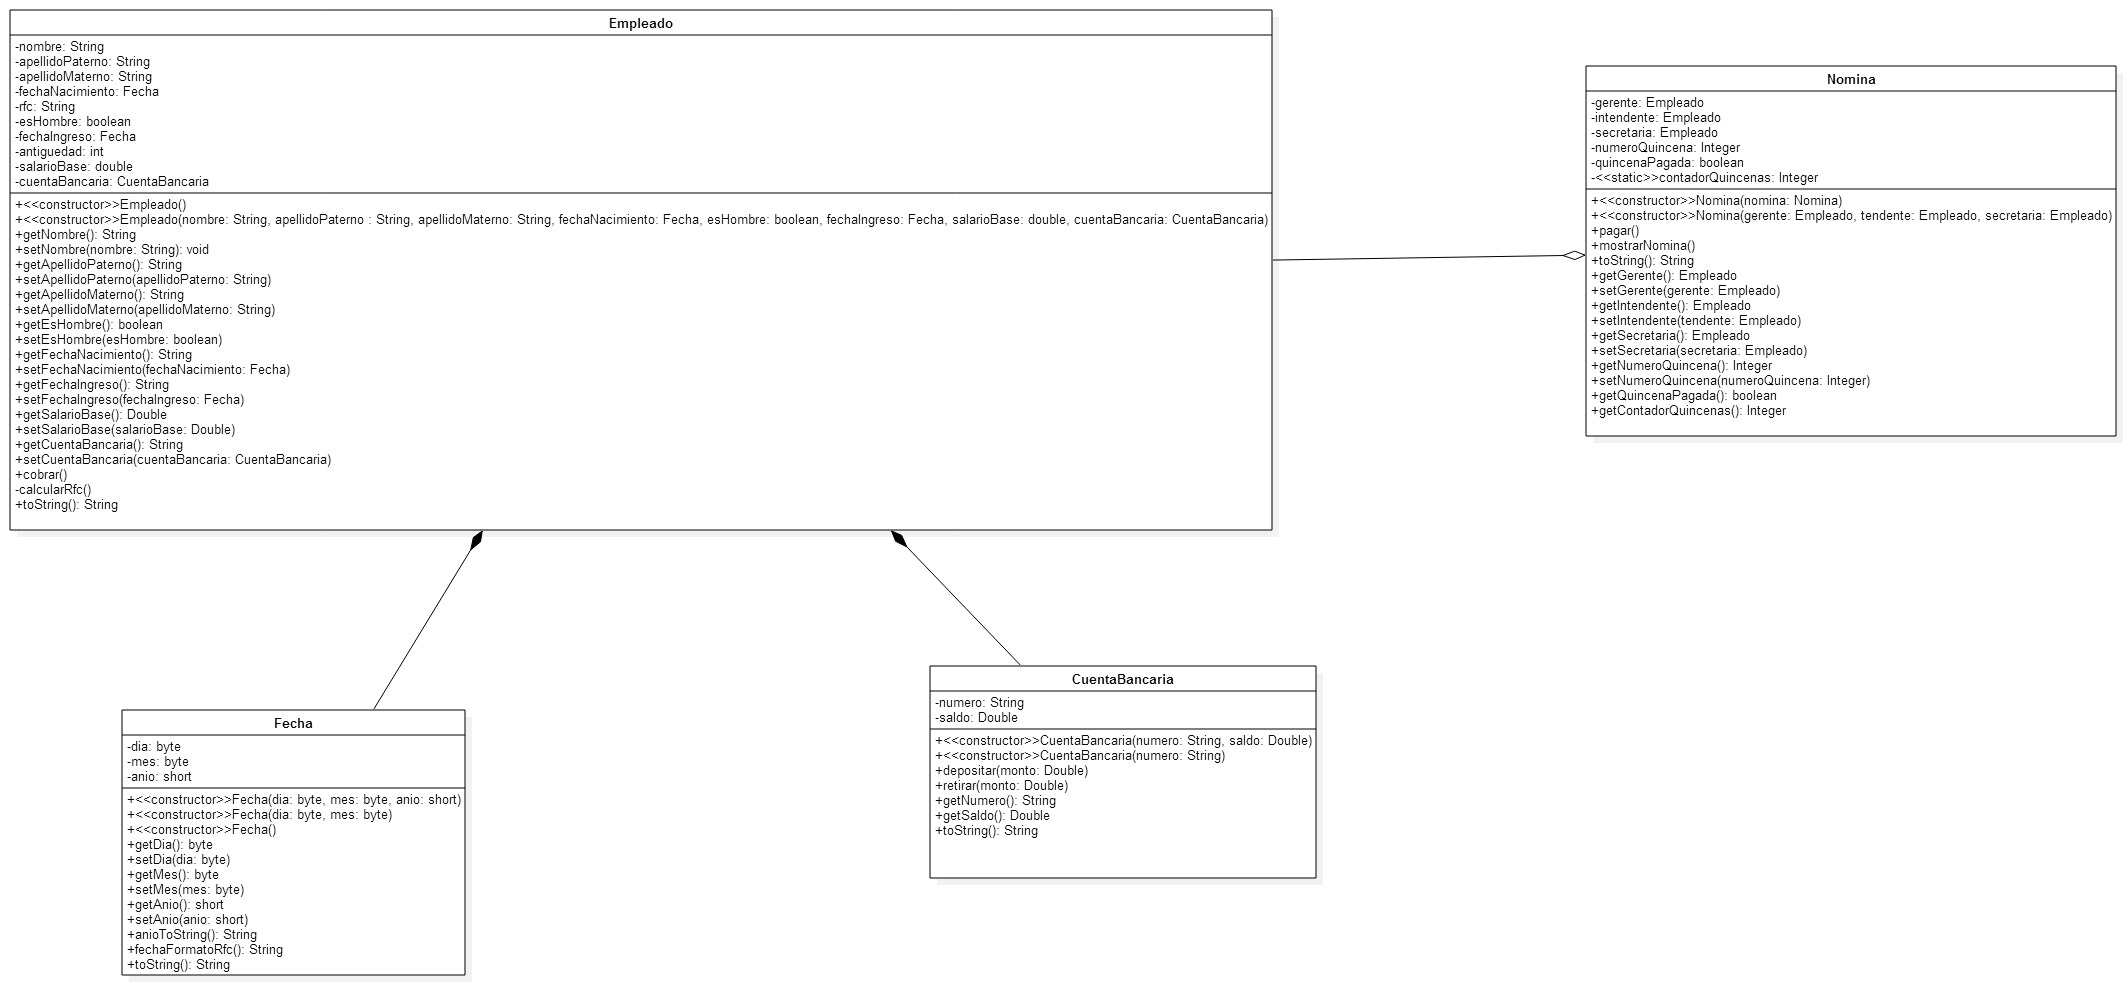 Empleado
-nombre: String
-apellidoPaterno: String
-apellidoMaterno: String
-fechaNacimiento: Fecha
-rfc: String
-esHombre: boolean
-fechaIngreso: Fecha
-antiguedad: int
-salarioBase: double
-cuentaBancaria: CuentaBancaria
+<<constructor>>Empleado()
+<<constructor>>Empleado(nombre: String, apellidoPaterno : String, apellidoMaterno: String, fechaNacimiento: Fecha, esHombre: boolean, fechaIngreso: Fecha, salarioBase: double, cuentaBancaria: CuentaBancaria)
+getNombre(): String
+setNombre(nombre: String): void
+getApellidoPaterno(): String
+setApellidoPaterno(apellidoPaterno: String)
+getApellidoMaterno(): String
+setApellidoMaterno(apellidoMaterno: String)
+getEsHombre(): boolean
+setEsHombre(esHombre: boolean)
+getFechaNacimiento(): String
+setFechaNacimiento(fechaNacimiento: Fecha)
+getFechaIngreso(): String
+setFechaIngreso(fechaIngreso: Fecha)
+getSalarioBase(): Double
+setSalarioBase(salarioBase: Double)
+getCuentaBancaria(): String
+setCuentaBancaria(cuentaBancaria: CuentaBancaria)
+cobrar()
-calcularRfc()
+toString(): String
Nomina
-gerente: Empleado
-intendente: Empleado
-secretaria: Empleado
-numeroQuincena: Integer
-quincenaPagada: boolean
-<<static>>contadorQuincenas: Integer
+<<constructor>>Nomina(nomina: Nomina)
+<<constructor>>Nomina(gerente: Empleado, tendente: Empleado, secretaria: Empleado)
+pagar()
+mostrarNomina()
+toString(): String
+getGerente(): Empleado
+setGerente(gerente: Empleado)
+getIntendente(): Empleado
+setIntendente(tendente: Empleado)
+getSecretaria(): Empleado
+setSecretaria(secretaria: Empleado)
+getNumeroQuincena(): Integer
+setNumeroQuincena(numeroQuincena: Integer)
+getQuincenaPagada(): boolean
+getContadorQuincenas(): Integer
Fecha
-dia: byte
-mes: byte
-anio: short
+<<constructor>>Fecha(dia: byte, mes: byte, anio: short)
+<<constructor>>Fecha(dia: byte, mes: byte)
+<<constructor>>Fecha()
+getDia(): byte
+setDia(dia: byte)
+getMes(): byte
+setMes(mes: byte)
+getAnio(): short
+setAnio(anio: short)
+anioToString(): String
+fechaFormatoRfc(): String
+toString(): String
CuentaBancaria
-numero: String
-saldo: Double
+<<constructor>>CuentaBancaria(numero: String, saldo: Double)
+<<constructor>>CuentaBancaria(numero: String)
+depositar(monto: Double)
+retirar(monto: Double)
+getNumero(): String
+getSaldo(): Double
+toString(): String